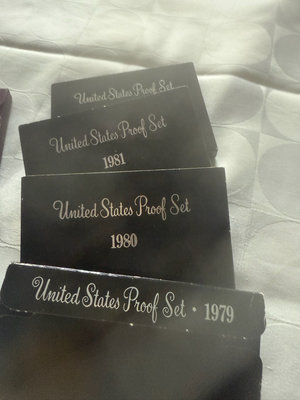 United States Proof Set
United States Proof Set
1981
United States Proof Set
1980
United States Proof Set · 1979